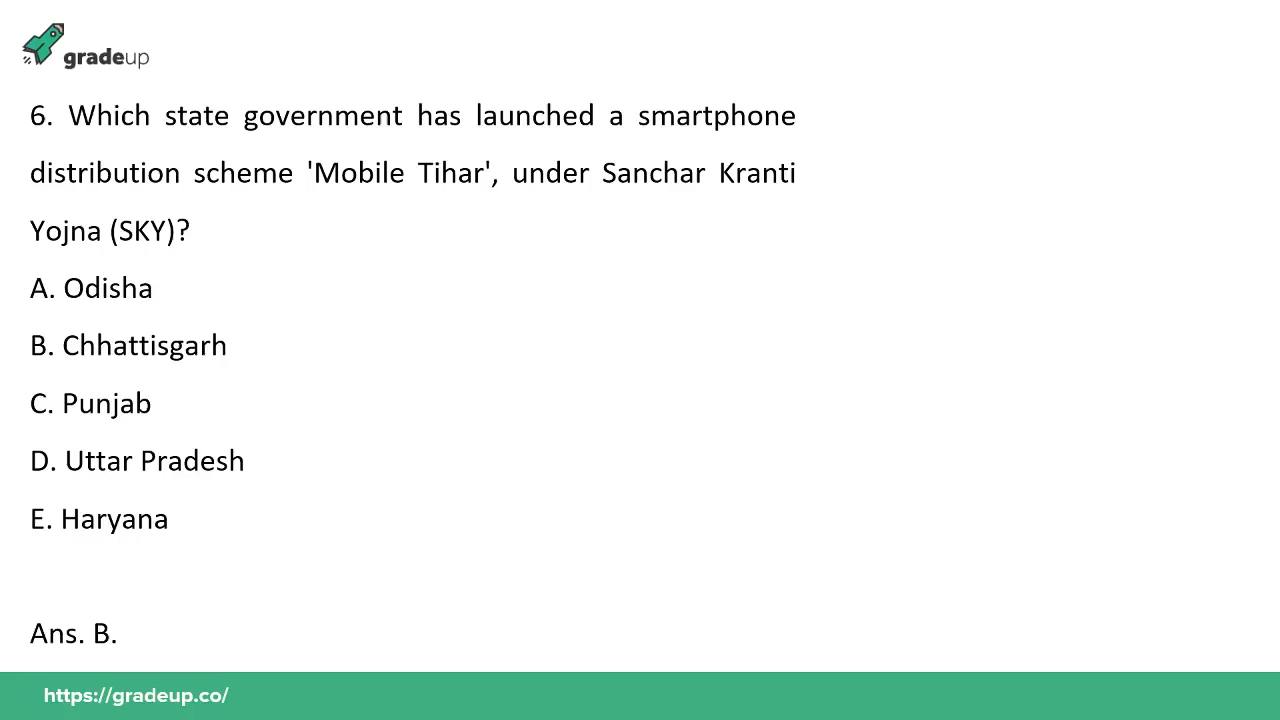 gradeup
6. Which state government has launched a smartphone
distribution scheme 'Mobile Tihar', under Sanchar Kranti
Yojna (SKY)?
A. Odisha
B. Chhattisgarh
C. Punjab
D. Uttar Pradesh
E. Haryana
Ans. B.
https://gradeup.co/